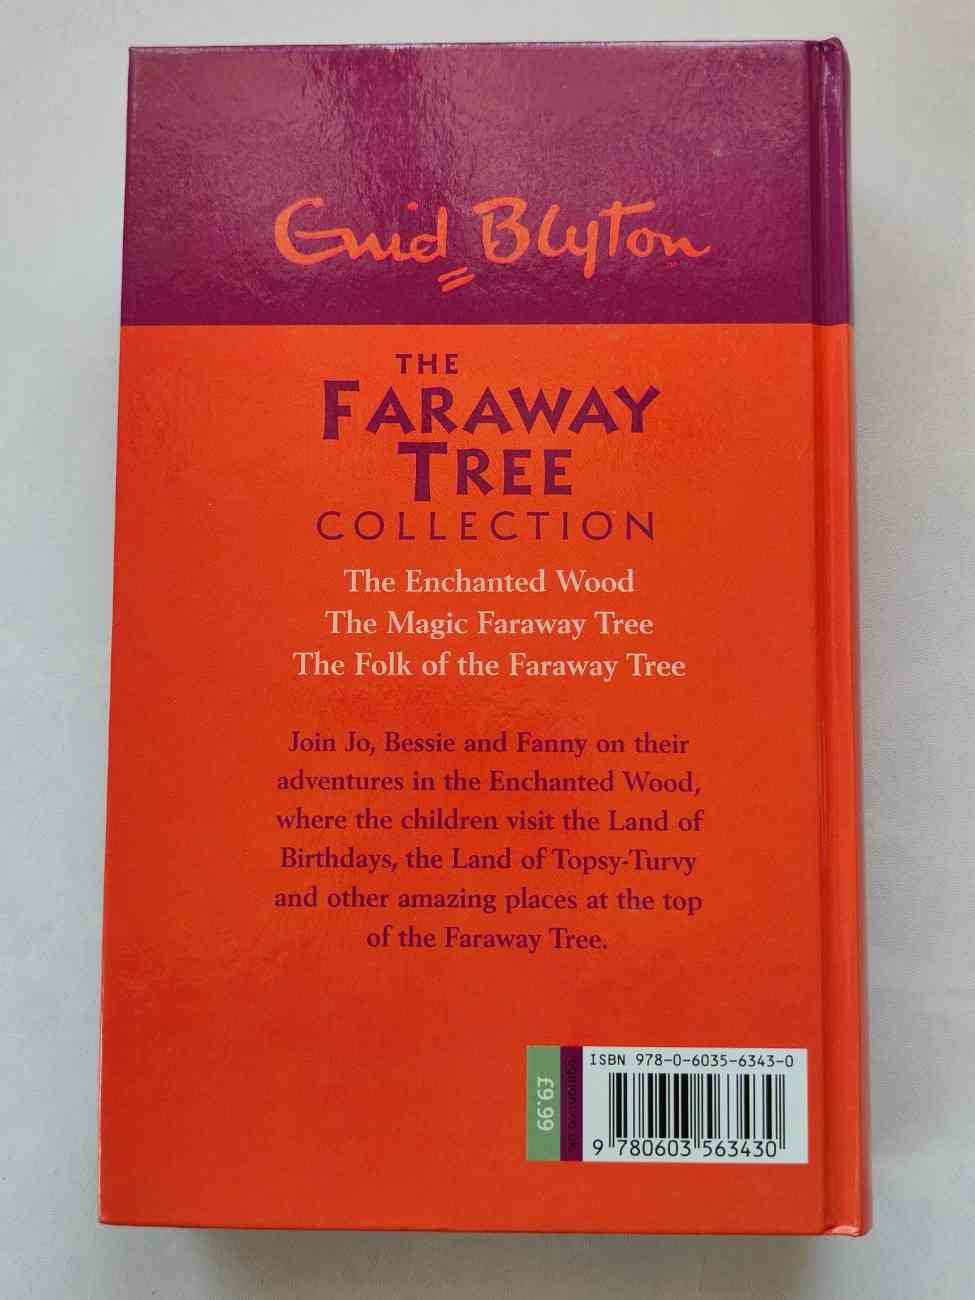 Enid Blyton
THE
FARAWAY
TREE
COLLECTION
The Enchanted Wood
The Magic Faraway Tree
The Folk of the Faraway Tree
Join Jo, Bessie and Fanny on their
adventures in the Enchanted Wood,
where the children visit the Land of
Birthdays, the Land of Topsy-Turvy
and other amazing places at the top
of the Faraway Tree.
£9.99
ISBN 978-0-6035-6343-0
9 780603 563430